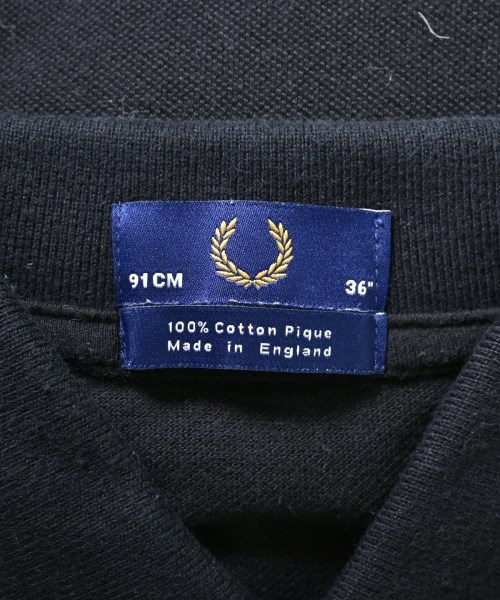 91CM 36"
100% Cotton Pique
Made in England